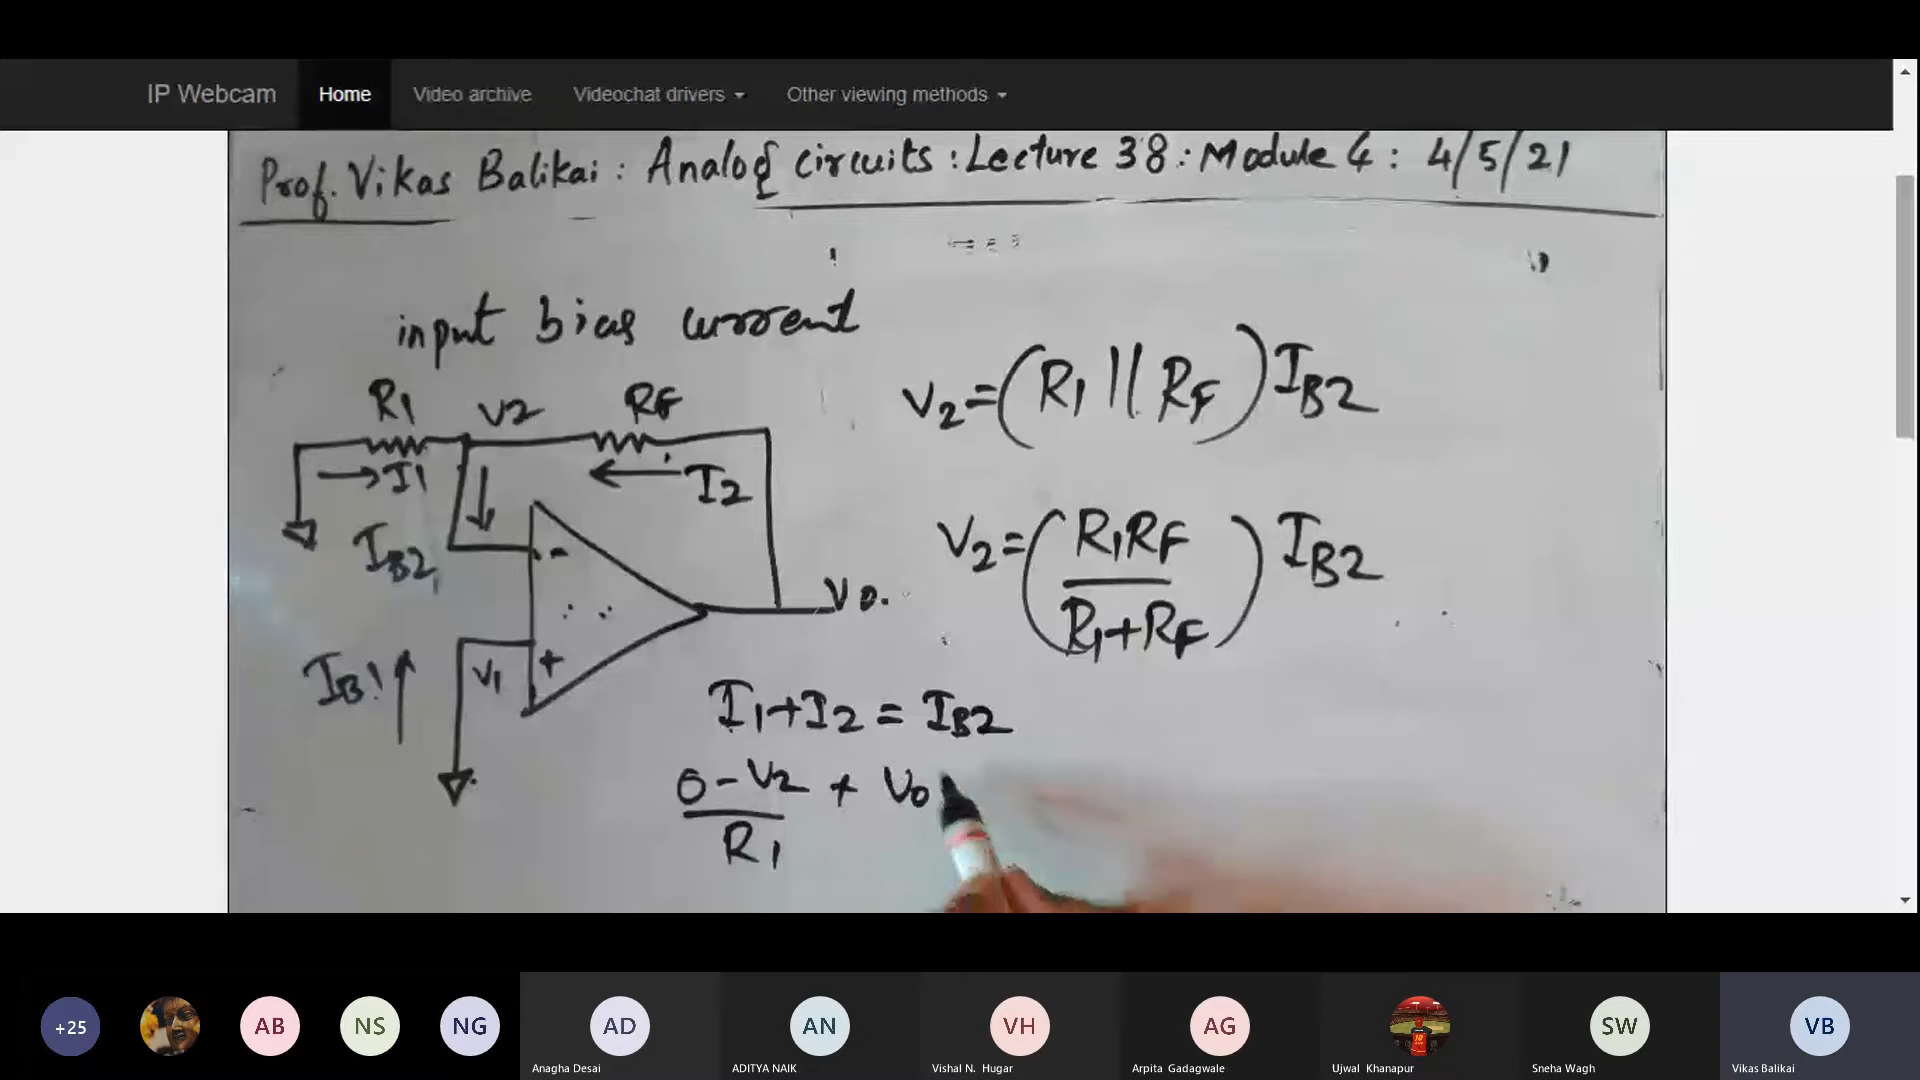 IP Webcam Home Video archive Videochat drivers Other viewing methods
Prof. Vikas Balikai : Analog circuits : Lecture 38 : Module 4 : 4/5/21
input bias current
R1 V2 RF
I1 I2
IB2
-
Vo.
IB1 V1 +
V2=(R1 || RF) IB2
V2=(R1RF / R1+RF) IB2
I1+I2 = IB2
0-V2 / R1 + Vo
+25 AB NS NG AD AN VH AG SW VB
Anagha Desai ADITYA NAIK Vishal N. Hugar Arpita Gadagwale Ujwal Khanapur Sneha Wagh Vikas Balikai